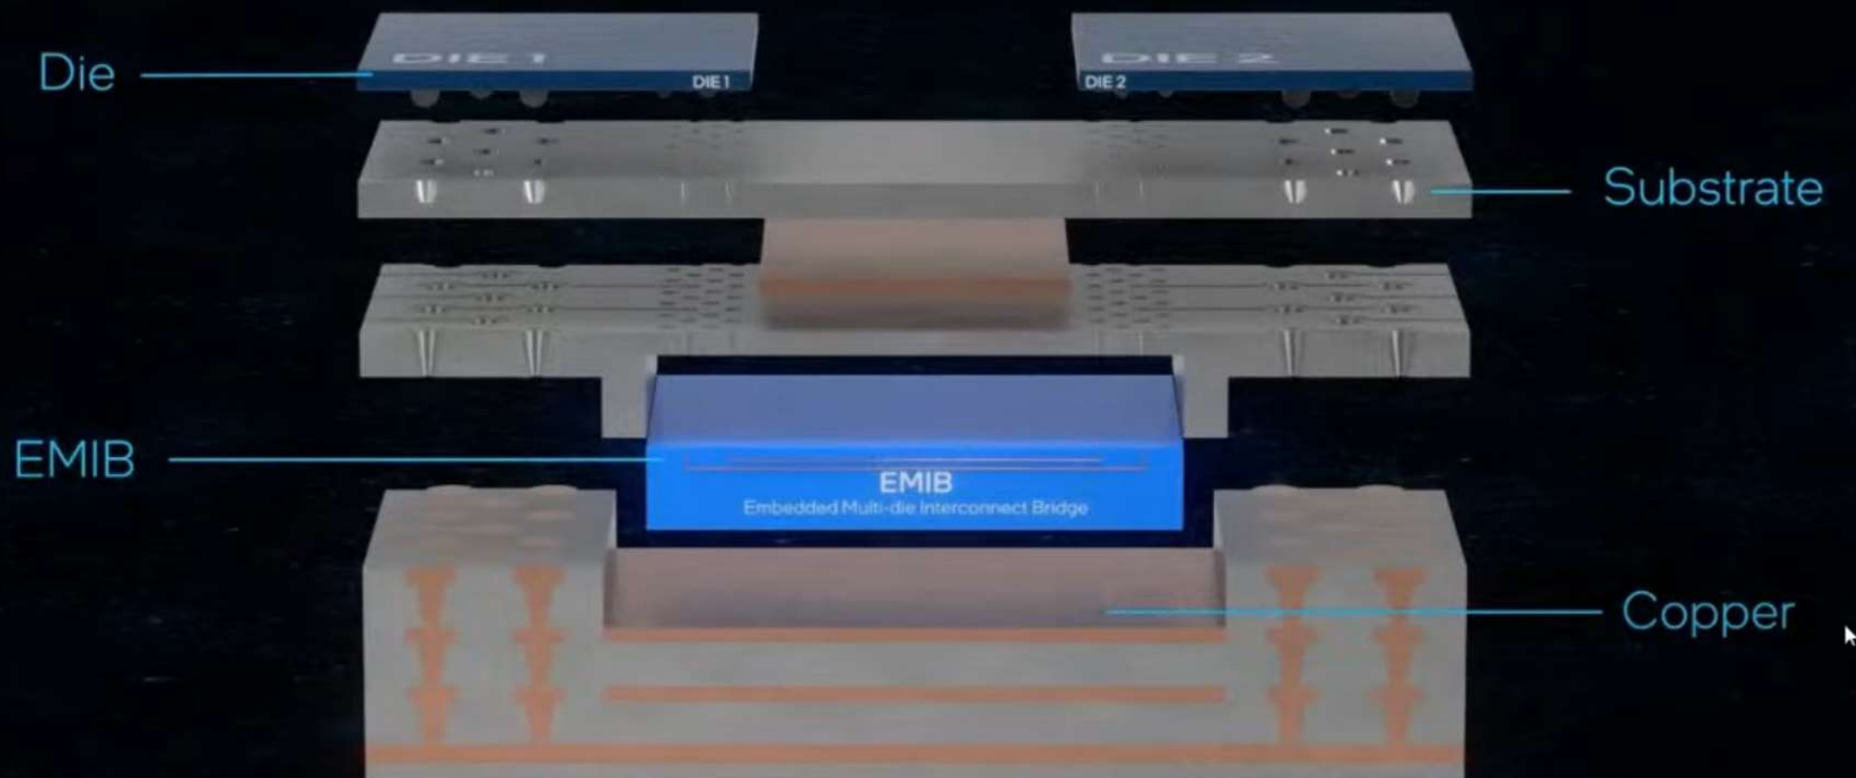 DIE 1
DIE 2
Die
DIE 1
DIE 2
Substrate
EMIB
EMIB
Embedded Multi-die Interconnect Bridge
Copper